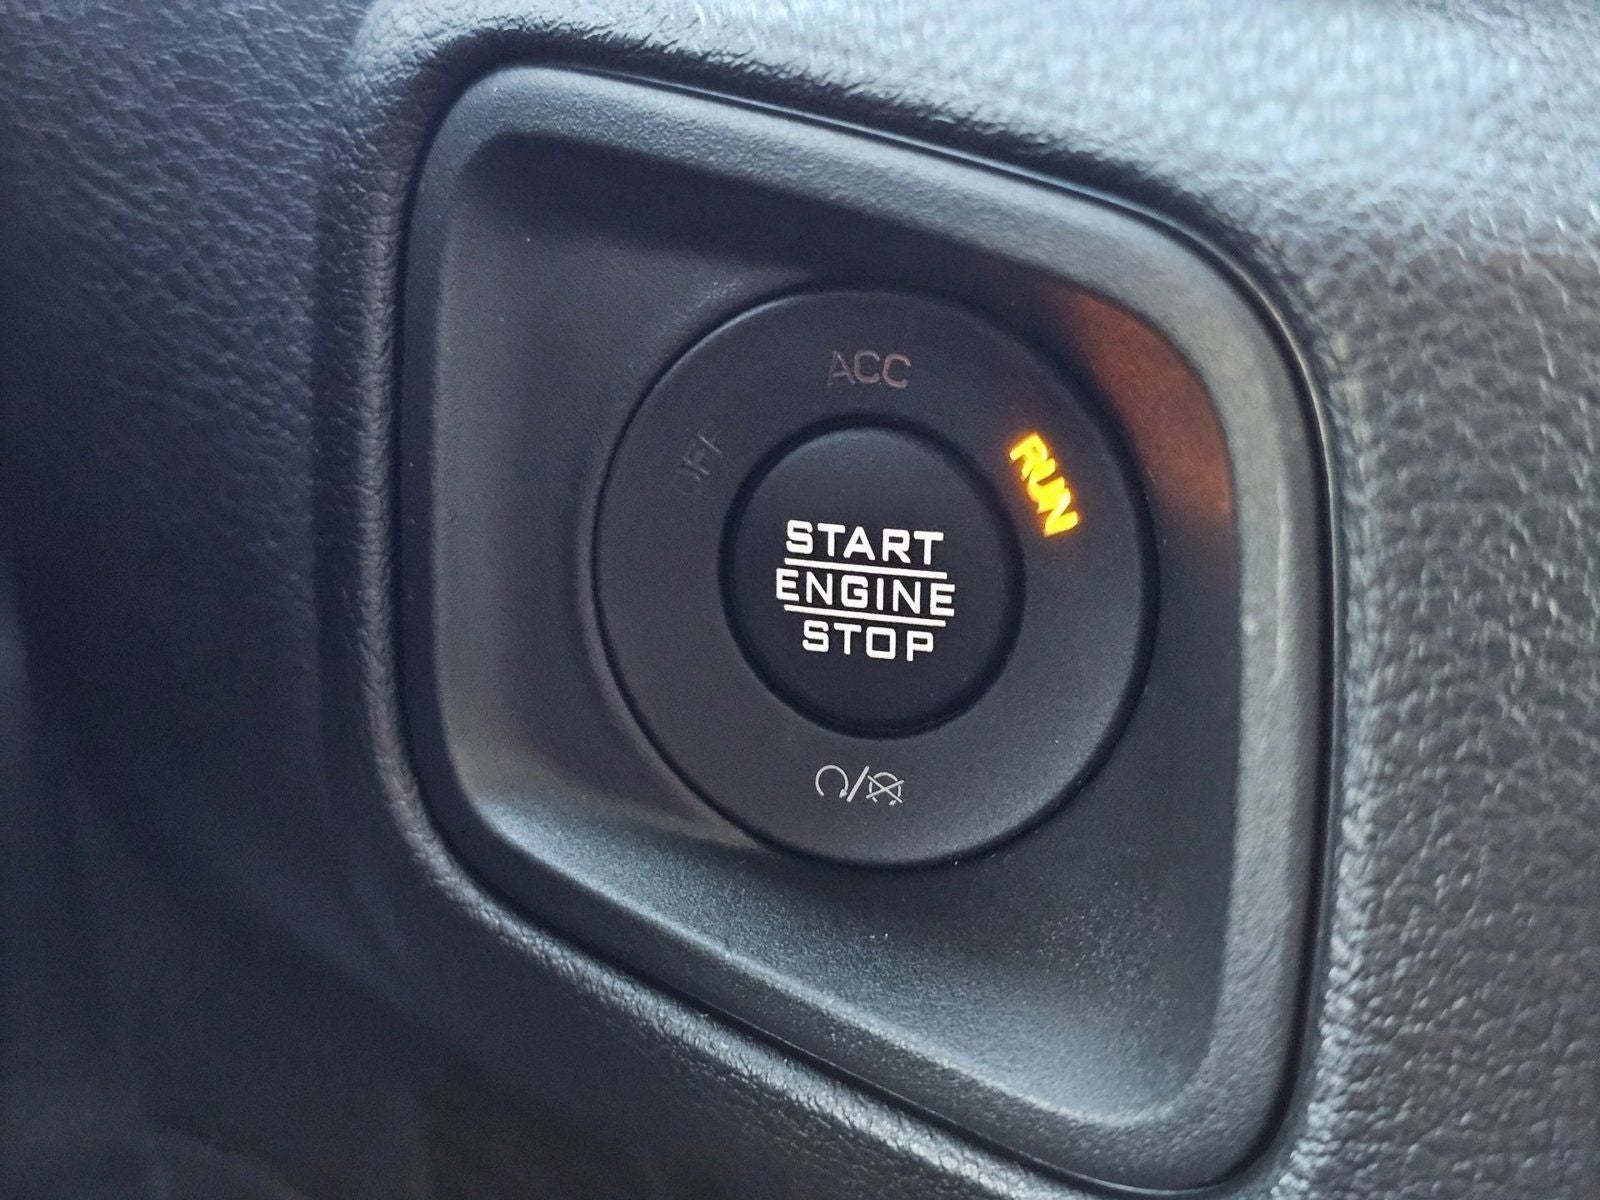 ACC
OFF
RUN
START
ENGINE
STOP